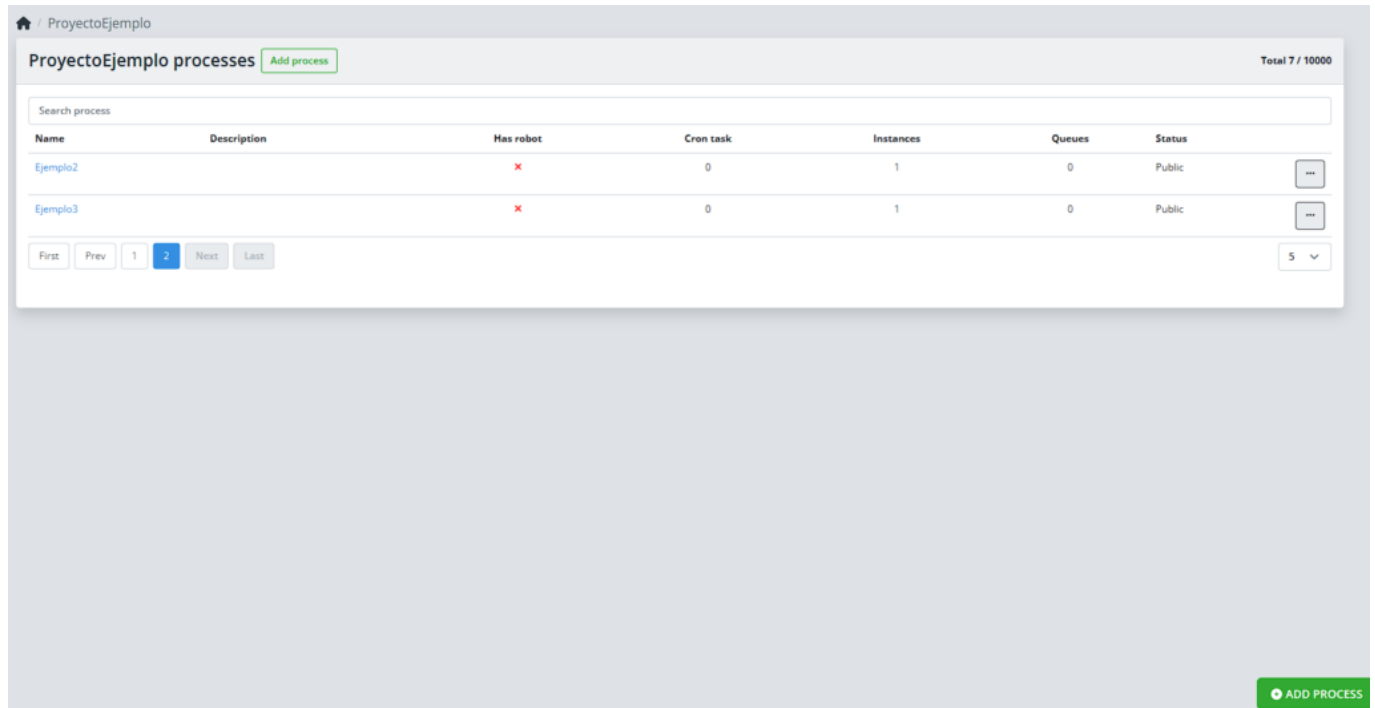 / ProyectoEjemplo
ProyectoEjemplo processes Add process Total 7 / 10000
Search process
Name Description Has robot Cron task Instances Queues Status
Ejemplo2 0 1 0 Public ...
Ejemplo3 0 1 0 Public ...
First Prev 1 2 Next Last 5
ADD PROCESS